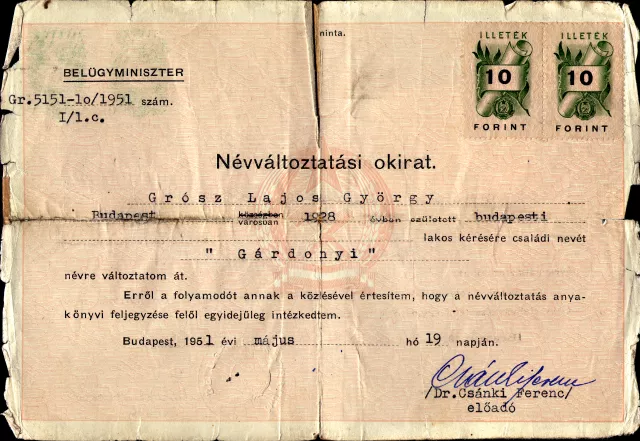 ninta.
ILLETÉK
10
FORINT
ILLETÉK
10
FORINT
BELÜGYMINISZTER
Gr.5151-10/1951 szám.
I/1.c.
Névváltoztatási okirat.
Grósz Lajos György
Budapest községben városban 1928 évben született budapesti
lakos kérésére családi nevét
" Gárdonyi "
névre változtatom át.
Erről a folyamodót annak a közlésével értesítem, hogy a névváltoztatás anya-
könyvi feljegyzése felől egyidejüleg intézkedtem.
Budapest, 1951 évi május hó 19 napján.
/Dr.Csánki Ferenc/
előadó